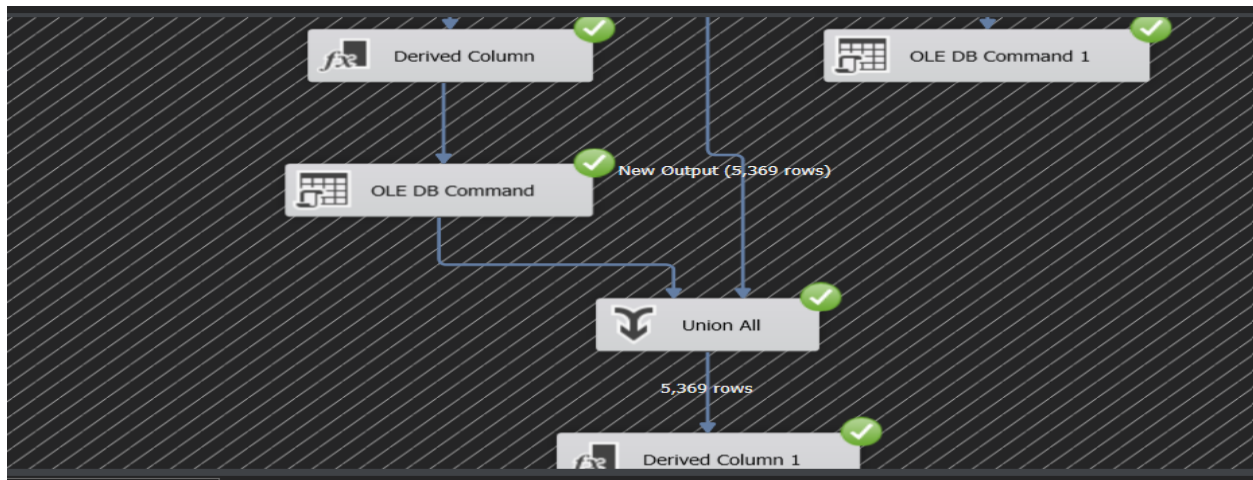 Derived Column
OLE DB Command 1
OLE DB Command
New Output (5,369 rows)
Union All
5,369 rows
Derived Column 1